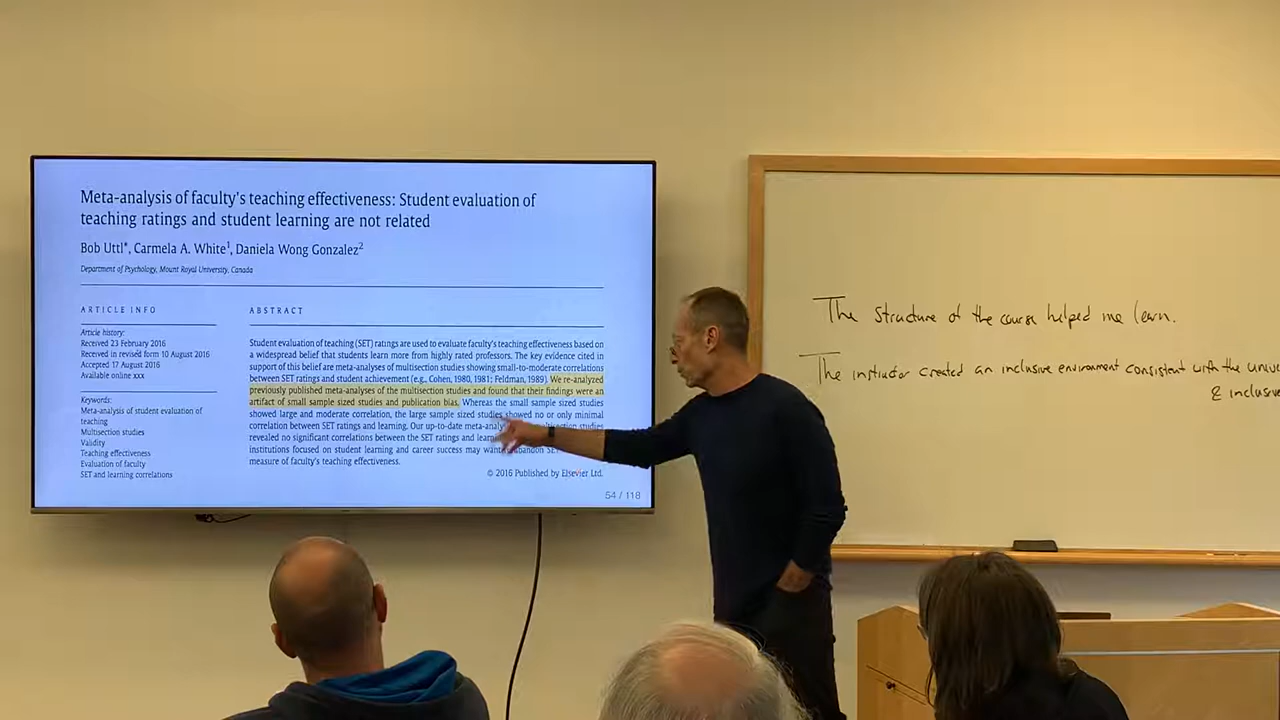 Meta-analysis of faculty's teaching effectiveness: Student evaluation of
teaching ratings and student learning are not related
Bob Uttl*, Carmela A. White1, Daniela Wong Gonzalez2
Department of Psychology, Mount Royal University, Canada
ARTICLE INFO
Article history:
Received 23 February 2016
Received in revised form 10 August 2016
Accepted 17 August 2016
Available online xxx
Keywords:
Meta-analysis of student evaluation of
teaching
Multisection studies
Validity
Teaching effectiveness
Evaluation of faculty
SET and learning correlations
ABSTRACT
Student evaluation of teaching (SET) ratings are used to evaluate faculty's teaching effectiveness based on
a widespread belief that students learn more from highly rated professors. The key evidence cited in
support of this belief are meta-analyses of multisection studies showing small-to-moderate correlations
between SET ratings and student achievement (e.g., Cohen, 1980, 1981; Feldman, 1989). We re-analyzed
previously published meta-analyses of the multisection studies and found that their findings were an
artifact of small sample sized studies and publication bias. Whereas the small sample sized studies
showed large and moderate correlation, the large sample sized studies showed no or only minimal
correlation between SET ratings and learning. Our up-to-date meta-analy studies
revealed no significant correlations between the SET ratings and lear
institutions focused on student learning and career success may want abandon SE
measure of faculty's teaching effectiveness.
© 2016 Published by Elsevier Ltd.
54 / 118
The structure of the course helped me learn.
The instructor created an inclusive environment consistent with the unive
& inclusive